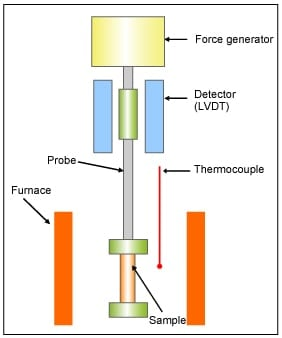 Force generator
Detector
(LVDT)
Probe
Thermocouple
Furnace
Sample